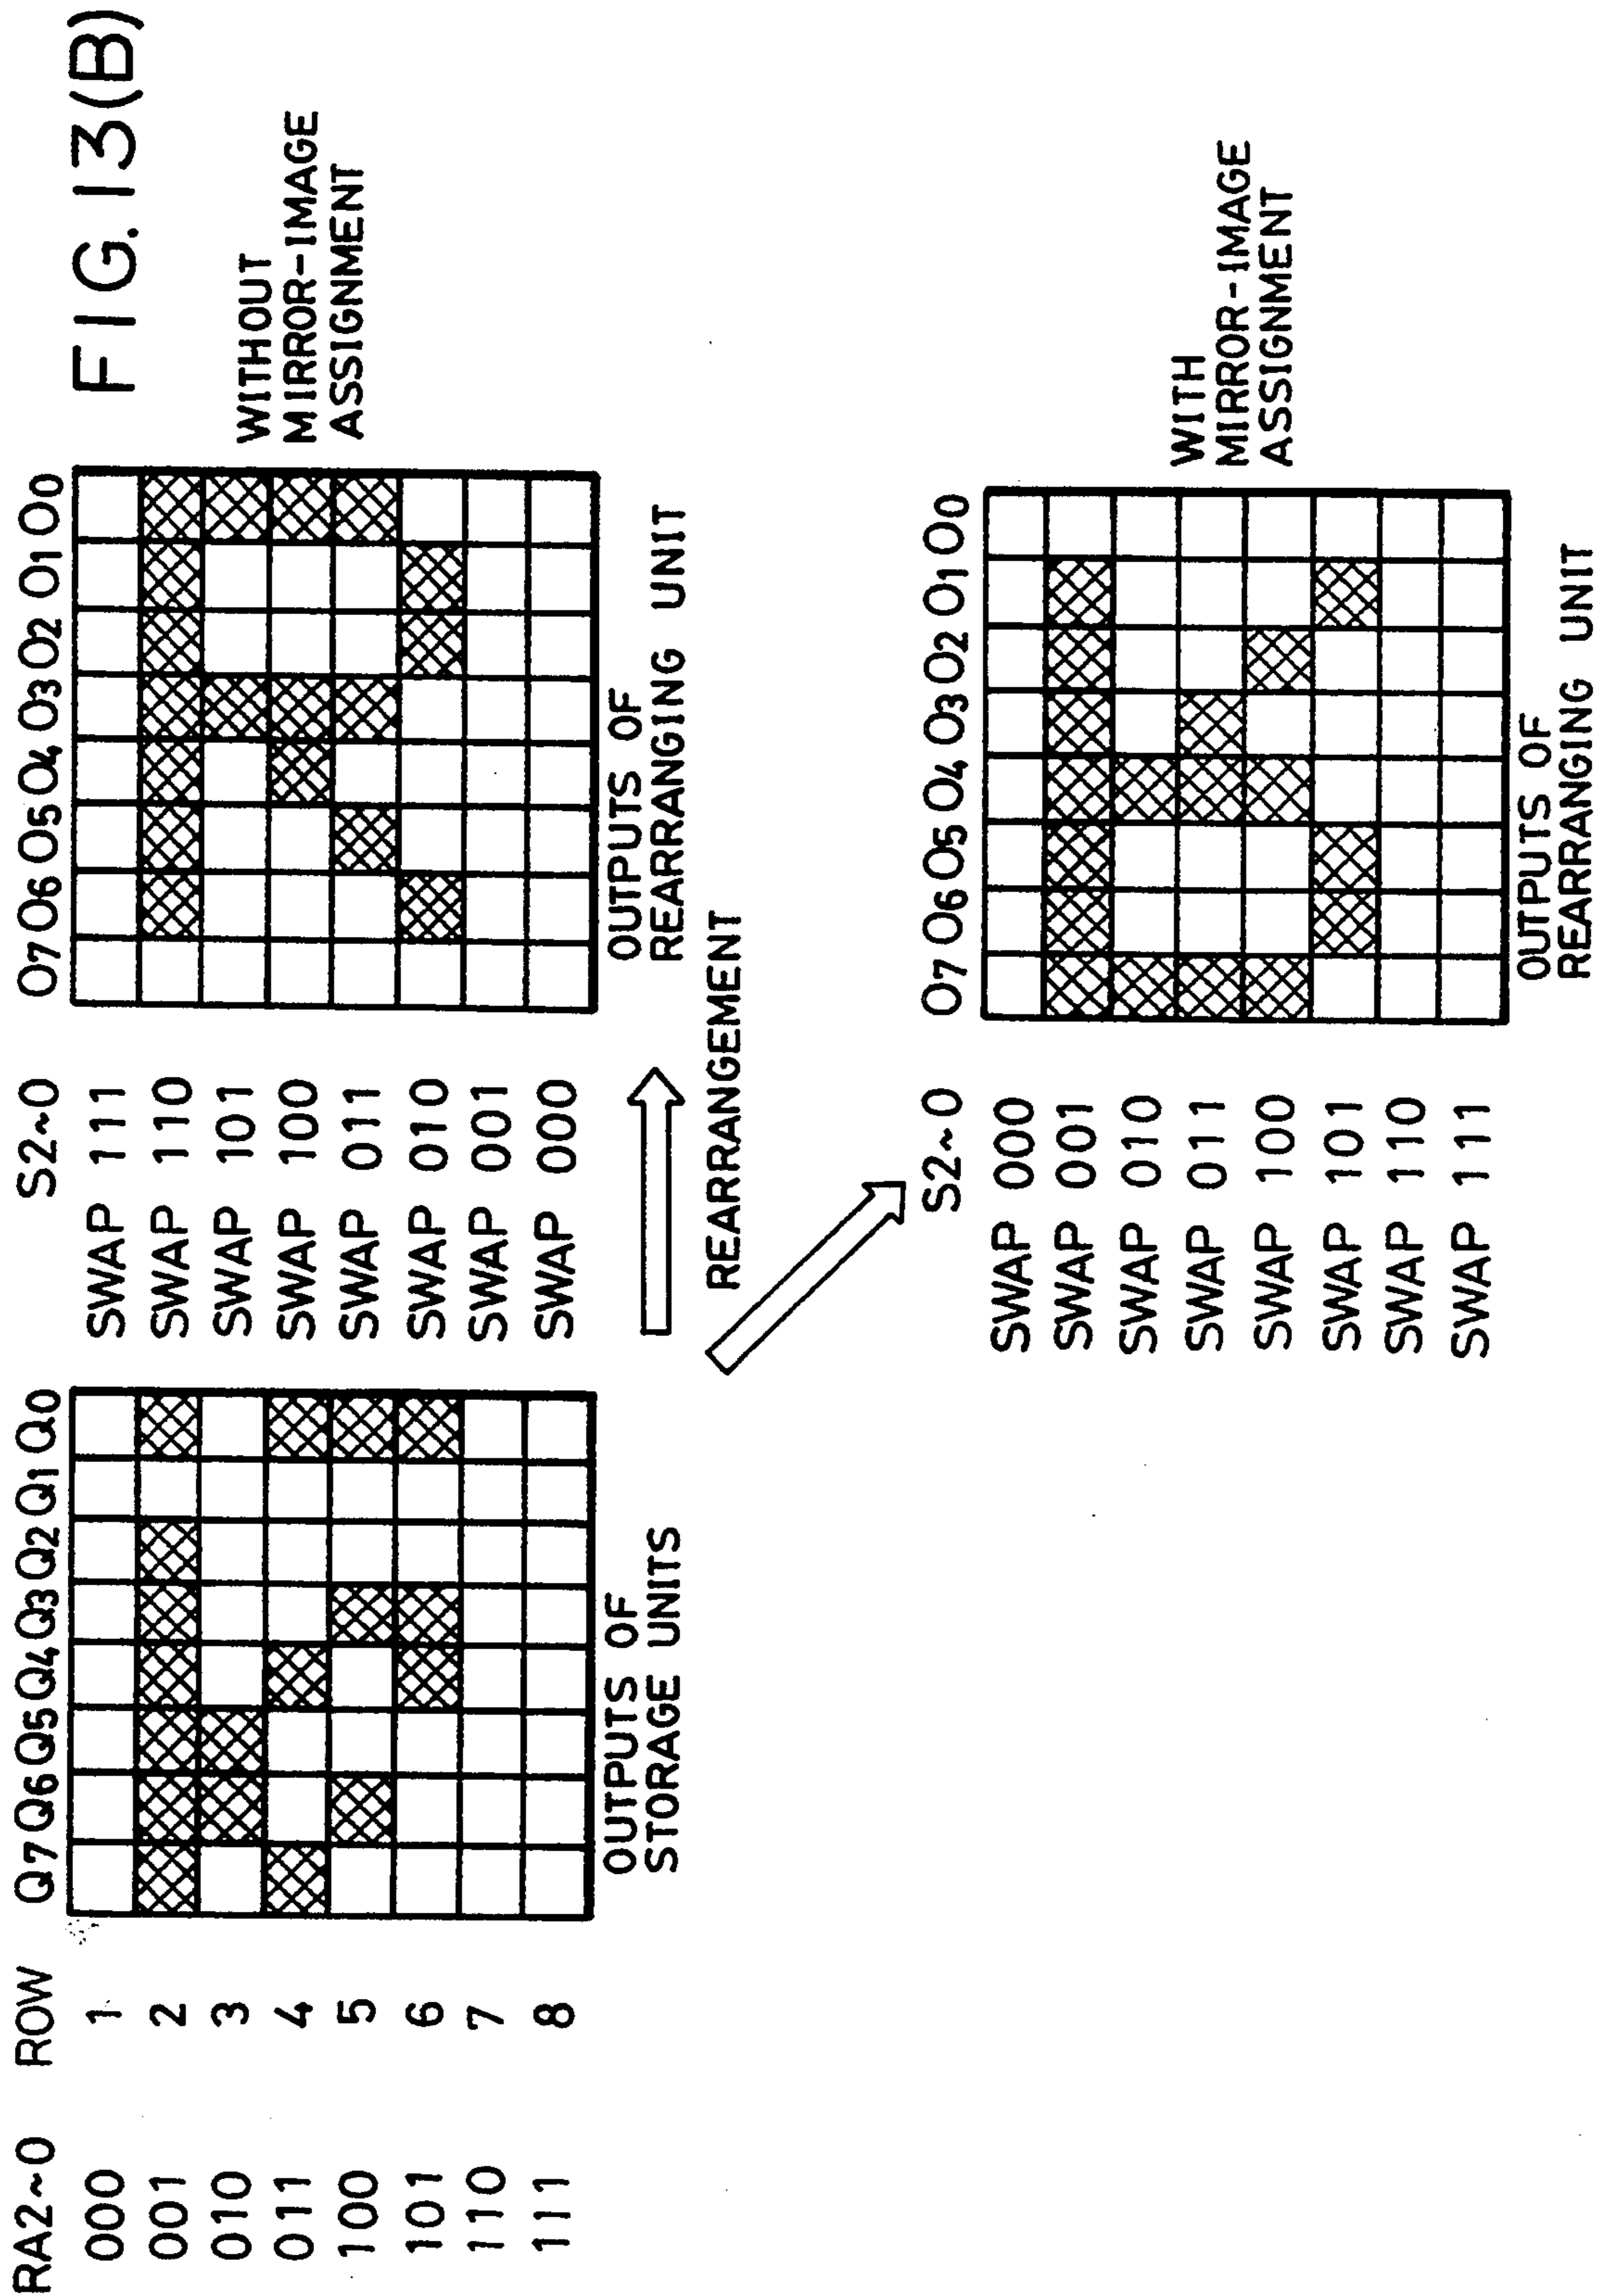 FIG. 13(B)
RA2~0 ROW Q7 Q6 Q5 Q4 Q3 Q2 Q1 Q0 S2~0 O7 O6 O5 O4 O3 O2 O1 O0
000 1 SWAP 111
001 2 SWAP 110
010 3 SWAP 101
011 4 SWAP 100
100 5 SWAP 011
101 6 SWAP 010
110 7 SWAP 001
111 8 SWAP 000
WITHOUT
MIRROR-IMAGE
ASSIGNMENT
OUTPUTS OF
STORAGE UNITS
OUTPUTS OF
REARRANGING UNIT
REARRANGEMENT
S2~0 O7 O6 O5 O4 O3 O2 O1 O0
SWAP 000
SWAP 001
SWAP 010
SWAP 011
SWAP 100
SWAP 101
SWAP 110
SWAP 111
WITH
MIRROR-IMAGE
ASSIGNMENT
OUTPUTS OF
REARRANGING UNIT